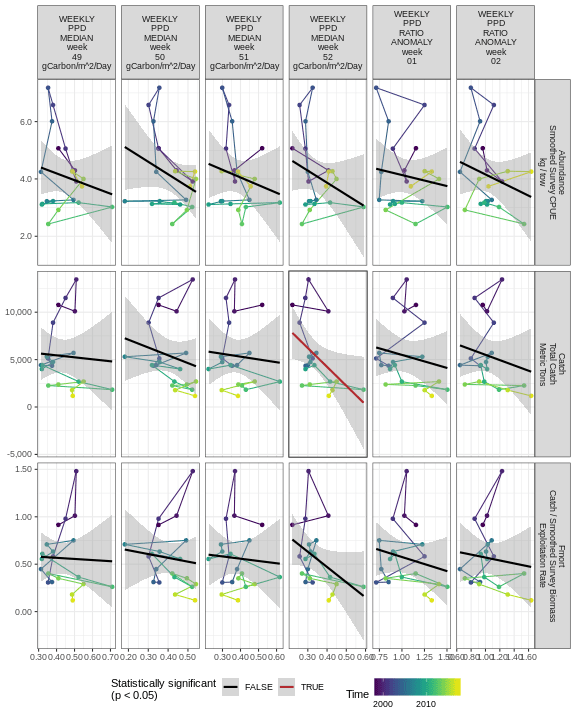 WEEKLY
PPD
MEDIAN
week
49
gCarbon/m^2/Day
WEEKLY
PPD
MEDIAN
week
50
gCarbon/m^2/Day
WEEKLY
PPD
MEDIAN
week
51
gCarbon/m^2/Day
WEEKLY
PPD
MEDIAN
week
52
gCarbon/m^2/Day
WEEKLY
PPD
RATIO
ANOMALY
week
01
WEEKLY
PPD
RATIO
ANOMALY
week
02
6.0
4.0
2.0
Abundance
Smoothed Survey CPUE
kg / tow
10,000
5,000
0
-5,000
Catch
Total Catch
Metric Tons
1.50
1.00
0.50
0.00
Fmort
Catch / Smoothed Survey Biomass
Exploitation Rate
0.30 0.40 0.50 0.60 0.70
0.20 0.30 0.40 0.50
0.30 0.40 0.50 0.60
0.30 0.40 0.50 0.60
0.75 1.00 1.25 1.50
0.60 0.80 1.00 1.20 1.40 1.60
Statistically significant
(p < 0.05)
FALSE
TRUE
Time
2000 2010